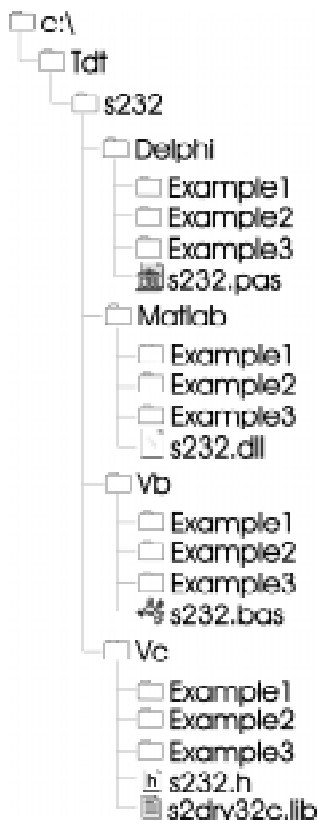 c:\
Tdt
s232
Delphi
Example1
Example2
Example3
s232.pas
Matlab
Example1
Example2
Example3
s232.dll
Vb
Example1
Example2
Example3
s232.bas
Vc
Example1
Example2
Example3
h s232.h
s2drv32c.lib